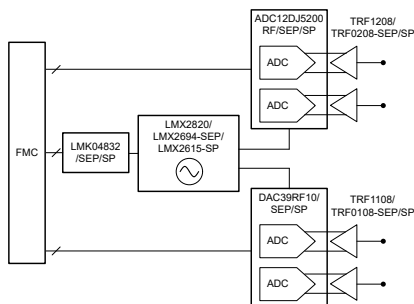 ADC12DJ5200
RF/SEP/SP
TRF1208/
TRF0208-SEP/SP
ADC
ADC
FMC
LMK04832
/SEP/SP
LMX2820/
LMX2694-SEP/
LMX2615-SP
DAC39RF10/
SEP/SP
TRF1108/
TRF0108-SEP/SP
ADC
ADC